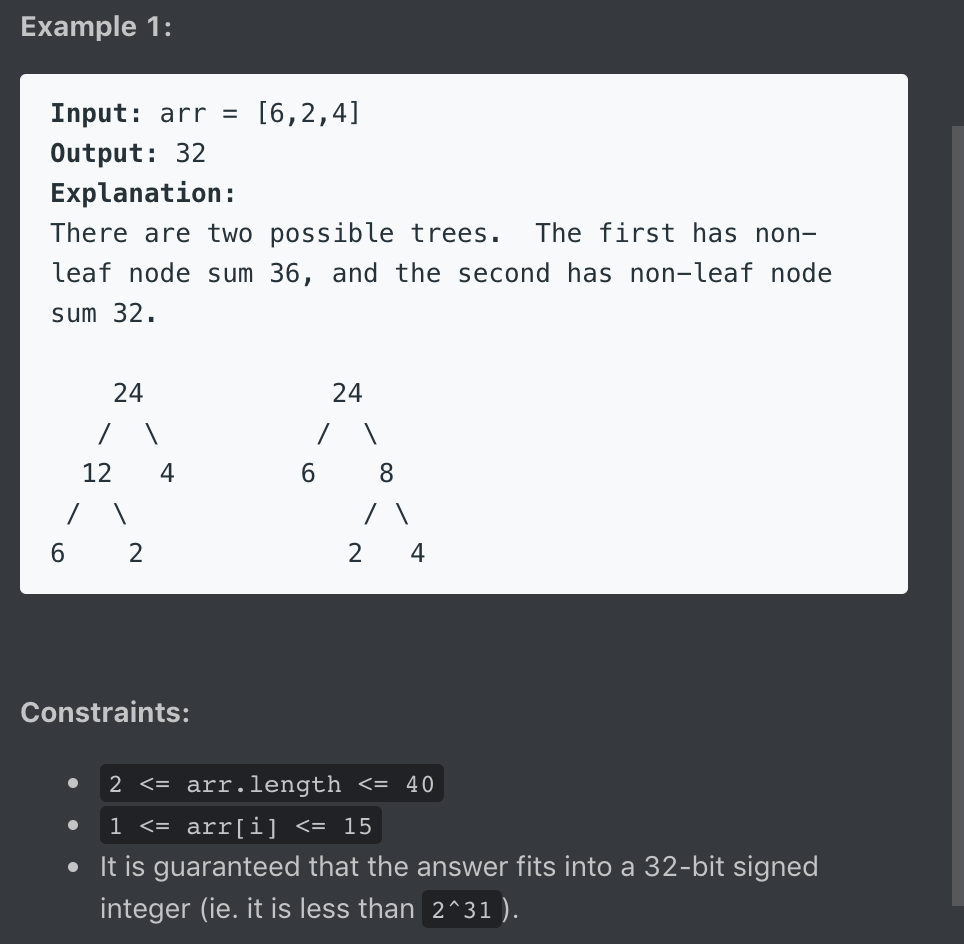 Example 1:
Input: arr = [6,2,4]
Output: 32
Explanation:
There are two possible trees.  The first has non-
leaf node sum 36, and the second has non-leaf node
sum 32.
    24            24
   /  \          /  \
  12   4        6    8
 /  \               / \
6    2             2   4
Constraints:
• 2 <= arr.length <= 40
• 1 <= arr[i] <= 15
• It is guaranteed that the answer fits into a 32-bit signed
integer (ie. it is less than 2^31).